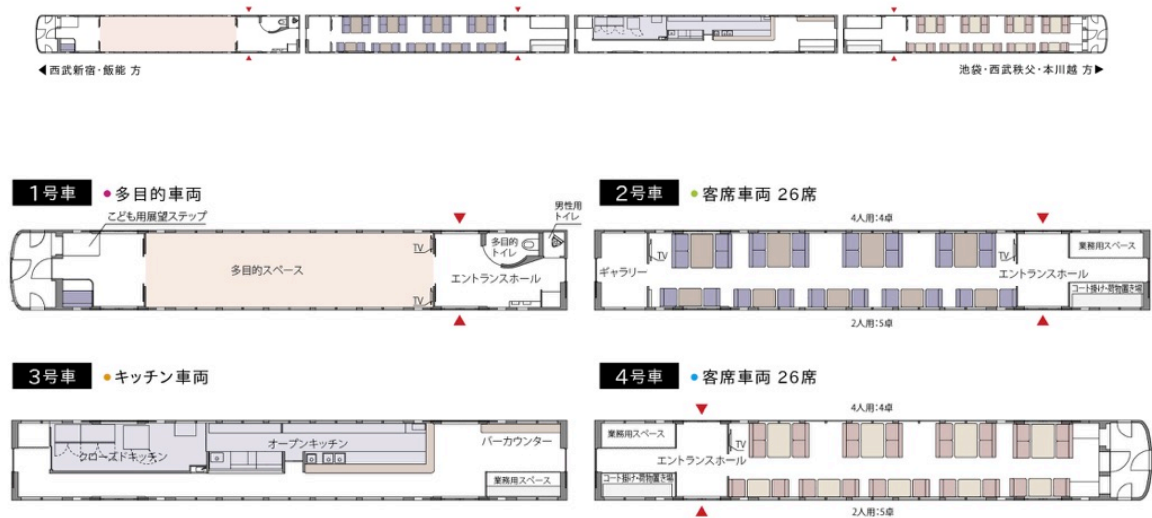 ◀西武新宿・飯能 方
池袋・西武秩父・本川越 方▶
1号車
●多目的車両
こども用展望ステップ
男性用
トイレ
多目的
トイレ
TV
多目的スペース
エントランスホール
TV
2号車
●客席車両 26席
4人用:4卓
TV
TV
業務用スペース
ギャラリー
エントランスホール
コート掛け・荷物置き場
2人用:5卓
3号車
●キッチン車両
オープンキッチン
バーカウンター
クローズドキッチン
業務用スペース
4号車
●客席車両 26席
4人用:4卓
業務用スペース
TV
エントランスホール
コート掛け・荷物置き場
2人用:5卓